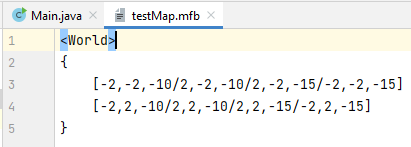 Main.java
testMap.mfb
1 <World>
2 {
3 [-2,-2,-10/2,-2,-10/2,-2,-15/-2,-2,-15]
4 [-2,2,-10/2,2,-10/2,2,-15/-2,2,-15]
5 }